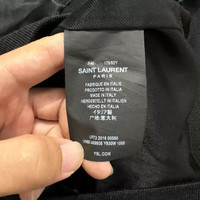 SAINT LAURENT
PARIS
FABRIQUÉ EN ITALIE
PRODOTTO IN ITALIA
MADE IN ITALY
HERGESTELLT IN ITALIEN
HECHO EN ITALIA
イタリア製
产地:意大利
YSL.COM